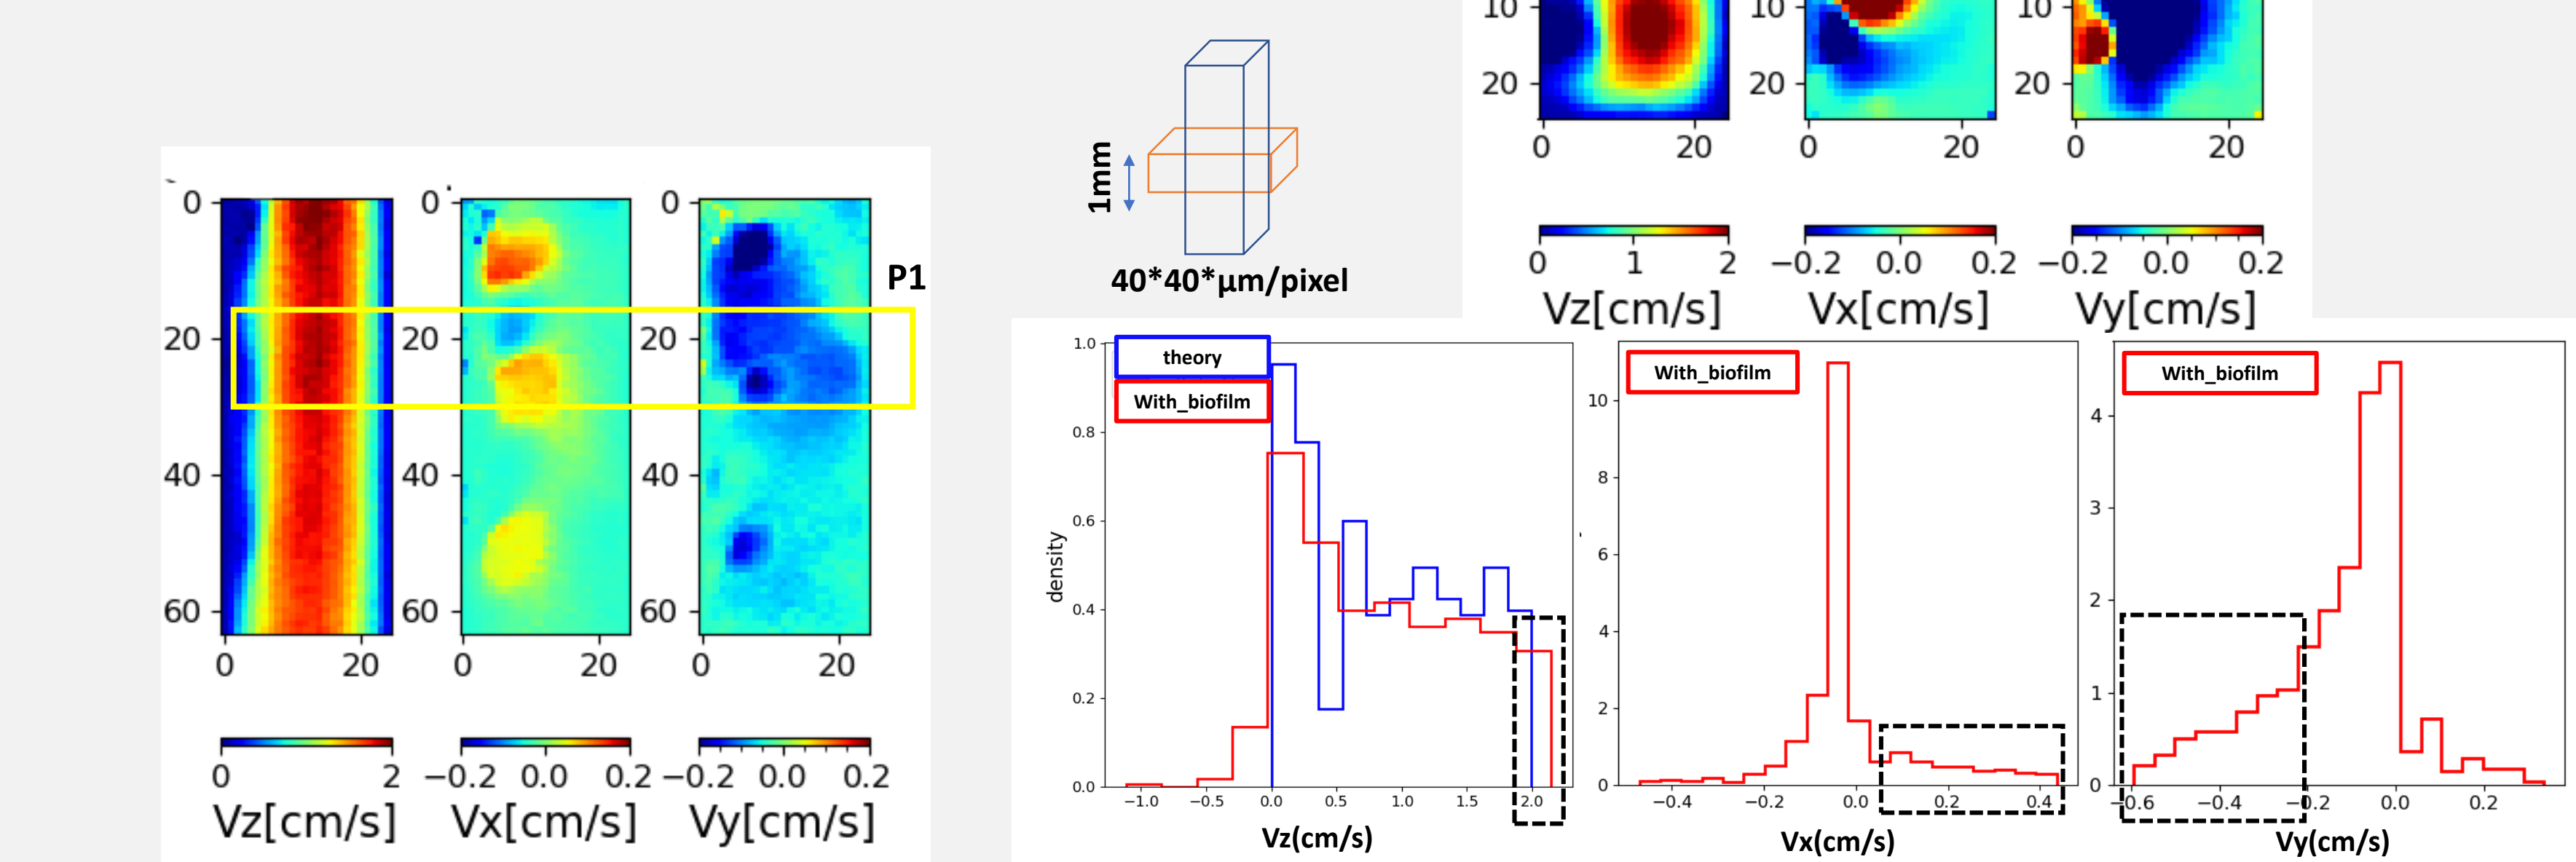 10
20
0 20
10
20
0 20
10
20
0 20
0 1 2
Vz[cm/s]
−0.2 0.0 0.2
Vx[cm/s]
−0.2 0.0 0.2
Vy[cm/s]
1mm
40*40*μm/pixel
P1
0
20
40
60
0 20
0
20
40
60
0 20
0
20
40
60
0 20
0 2
Vz[cm/s]
−0.2 0.0 0.2
Vx[cm/s]
−0.2 0.0 0.2
Vy[cm/s]
theory
With_biofilm
density
1.0
0.8
0.6
0.4
0.2
0.0
−1.0 −0.5 0.0 0.5 1.0 1.5 2.0
Vz(cm/s)
With_biofilm
10
8
6
4
2
0
−0.4 −0.2 0.0 0.2 0.4
Vx(cm/s)
With_biofilm
4
3
2
1
0
−0.6 −0.4 −0.2 0.0 0.2
Vy(cm/s)